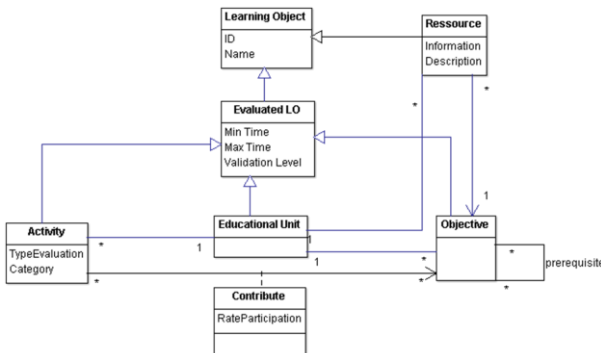 Learning Object
ID
Name
Ressource
Information
Description
*
*
Evaluated LO
Min Time
Max Time
Validation Level
1
Activity
TypeEvaluation
Category
*
1
Educational Unit
1
1
*
Objective
*
prerequisite
*
*
*
Contribute
RateParticipation